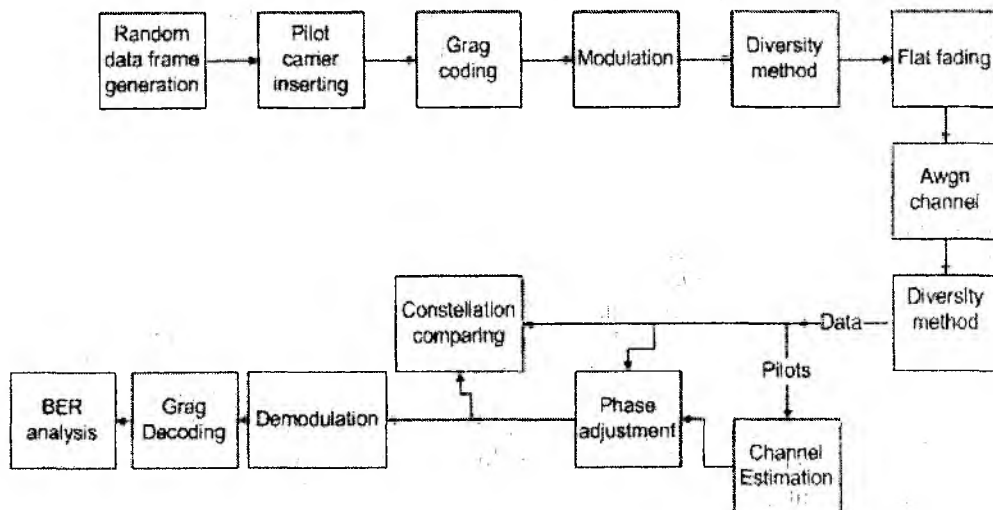 Random
data frame
generation
Pilot
carrier
inserting
Grag
coding
Modulation
Diversity
method
Flat fading
Awgn
channel
Diversity
method
Data
Pilots
Constellation
comparing
Phase
adjustment
Channel
Estimation
Demodulation
Grag
Decoding
BER
analysis